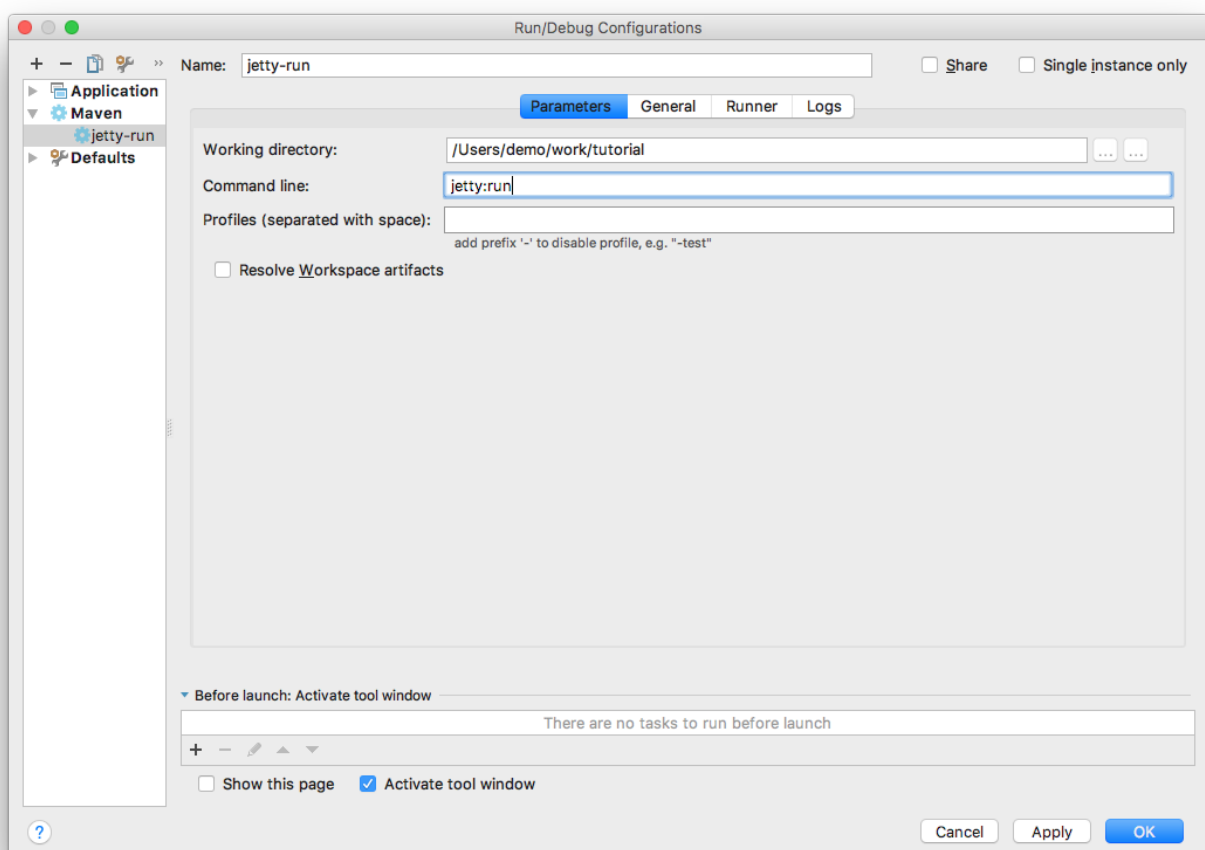 Run/Debug Configurations
Name: jetty-run
Share
Single instance only
Application
Maven
jetty-run
Defaults
Parameters General Runner Logs
Working directory: /Users/demo/work/tutorial
Command line: jetty:run
Profiles (separated with space):
add prefix '-' to disable profile, e.g. "-test"
Resolve Workspace artifacts
Before launch: Activate tool window
There are no tasks to run before launch
Show this page Activate tool window
? Cancel Apply OK